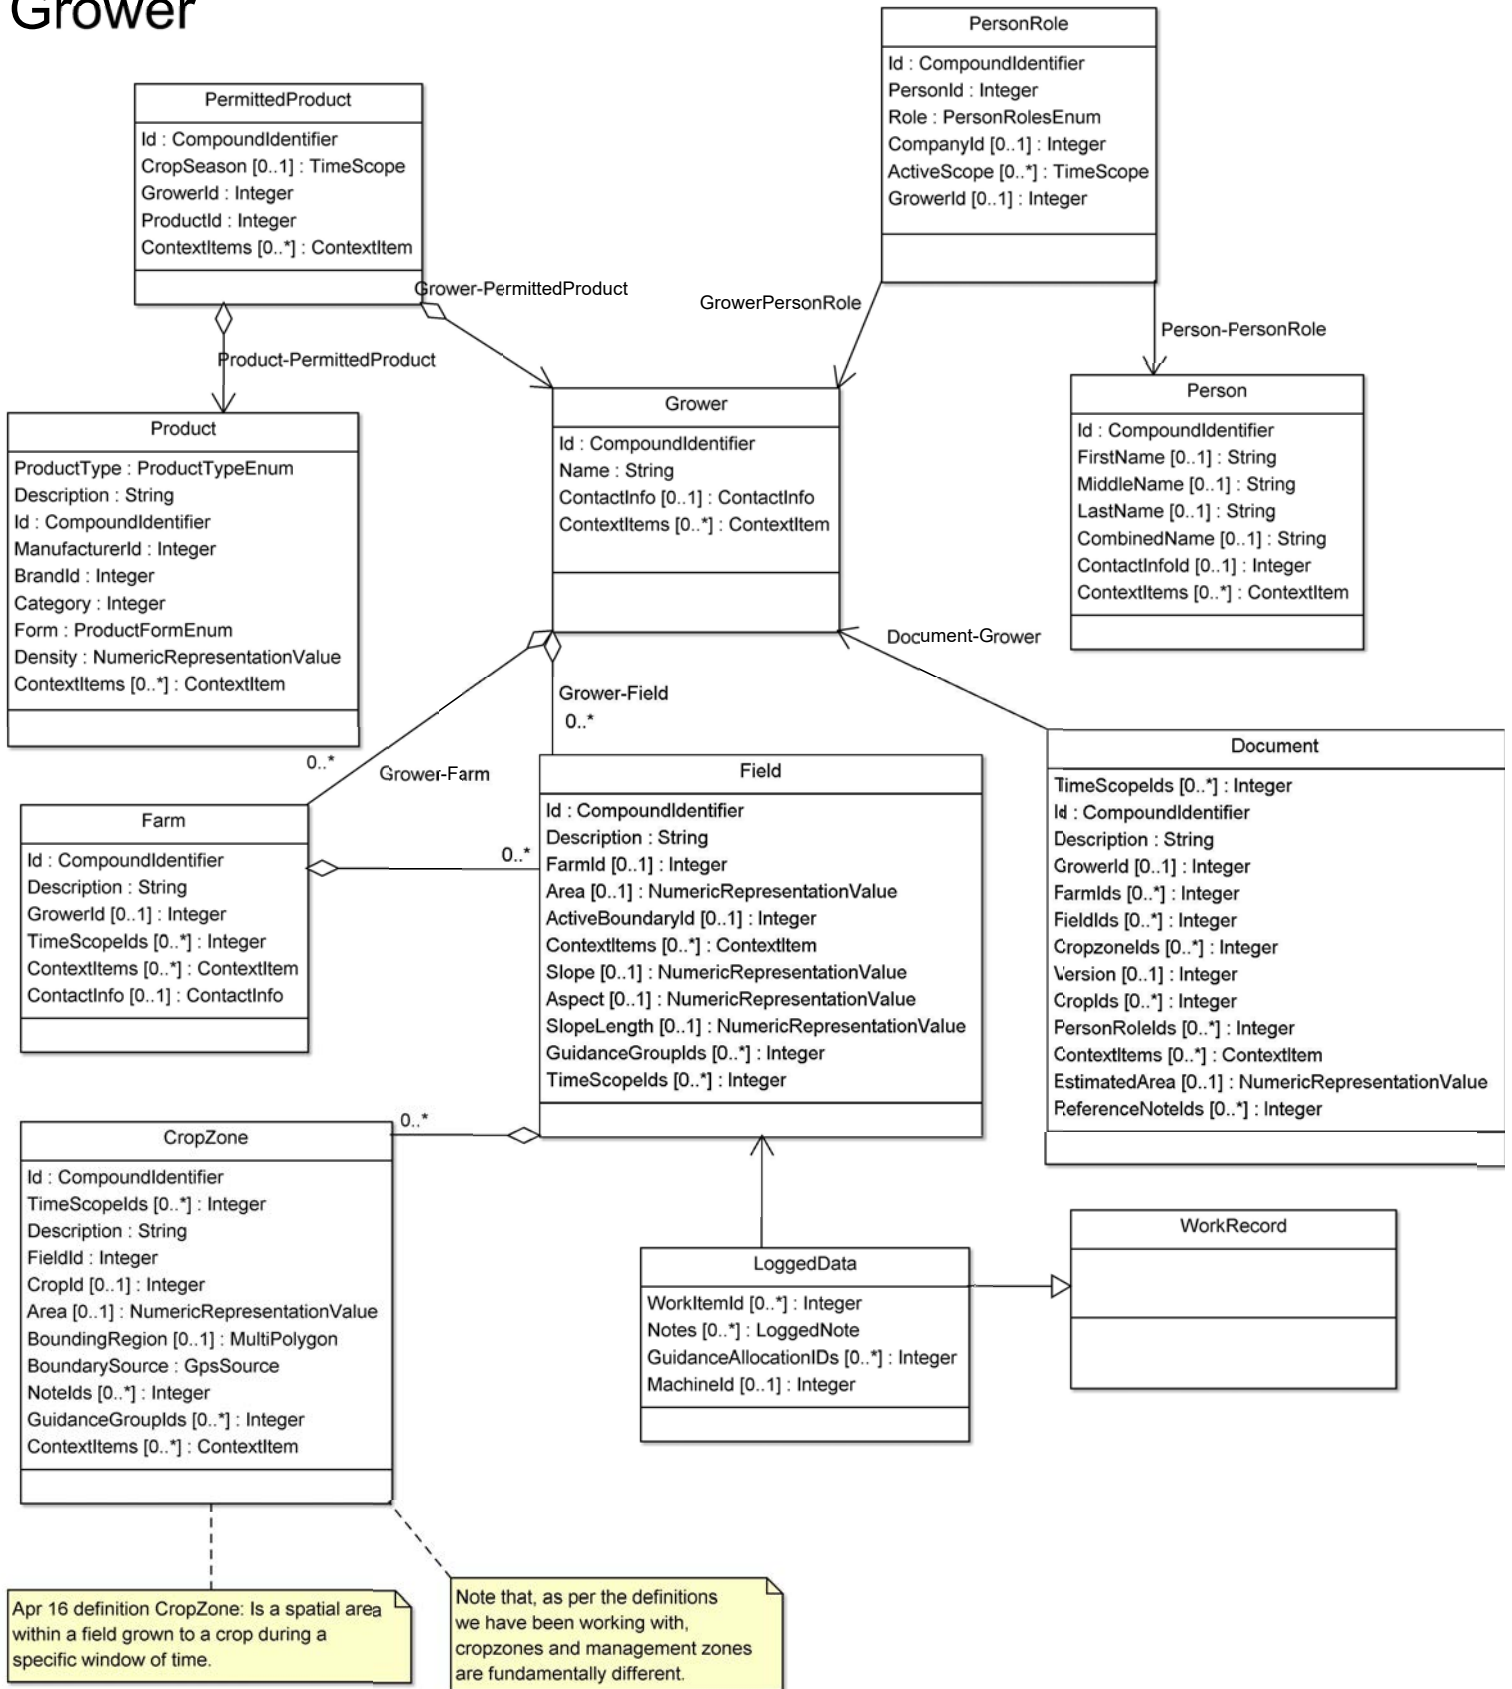 Grower
PersonRole
Id : CompoundIdentifier
PersonId : Integer
Role : PersonRolesEnum
CompanyId [0..1] : Integer
ActiveScope [0..*] : TimeScope
GrowerId [0..1] : Integer
PermittedProduct
Id : CompoundIdentifier
CropSeason [0..1] : TimeScope
GrowerId : Integer
ProductId : Integer
ContextItems [0..*] : ContextItem
Grower-PermittedProduct
GrowerPersonRole
Person-PersonRole
Product-PermittedProduct
Product
ProductType : ProductTypeEnum
Description : String
Id : CompoundIdentifier
ManufacturerId : Integer
BrandId : Integer
Category : Integer
Form : ProductFormEnum
Density : NumericRepresentationValue
ContextItems [0..*] : ContextItem
Grower
Id : CompoundIdentifier
Name : String
ContactInfo [0..1] : ContactInfo
ContextItems [0..*] : ContextItem
Person
Id : CompoundIdentifier
FirstName [0..1] : String
MiddleName [0..1] : String
LastName [0..1] : String
CombinedName [0..1] : String
ContactInfoId [0..1] : Integer
ContextItems [0..*] : ContextItem
Document-Grower
Grower-Field
0..*
0..*
Grower-Farm
Farm
Id : CompoundIdentifier
Description : String
GrowerId [0..1] : Integer
TimeScopeIds [0..*] : Integer
ContextItems [0..*] : ContextItem
ContactInfo [0..1] : ContactInfo
0..*
Field
Id : CompoundIdentifier
Description : String
FarmId [0..1] : Integer
Area [0..1] : NumericRepresentationValue
ActiveBoundaryId [0..1] : Integer
ContextItems [0..*] : ContextItem
Slope [0..1] : NumericRepresentationValue
Aspect [0..1] : NumericRepresentationValue
SlopeLength [0..1] : NumericRepresentationValue
GuidanceGroupIds [0..*] : Integer
TimeScopeIds [0..*] : Integer
Document
TimeScopeIds [0..*] : Integer
Id : CompoundIdentifier
Description : String
GrowerId [0..1] : Integer
FarmIds [0..*] : Integer
FieldIds [0..*] : Integer
CropzoneIds [0..*] : Integer
Version [0..1] : Integer
CropIds [0..*] : Integer
PersonRoleIds [0..*] : Integer
ContextItems [0..*] : ContextItem
EstimatedArea [0..1] : NumericRepresentationValue
ReferenceNoteIds [0..*] : Integer
0..*
CropZone
Id : CompoundIdentifier
TimeScopeIds [0..*] : Integer
Description : String
FieldId : Integer
CropId [0..1] : Integer
Area [0..1] : NumericRepresentationValue
BoundingRegion [0..1] : MultiPolygon
BoundarySource : GpsSource
NoteIds [0..*] : Integer
GuidanceGroupIds [0..*] : Integer
ContextItems [0..*] : ContextItem
LoggedData
WorkItemId [0..*] : Integer
Notes [0..*] : LoggedNote
GuidanceAllocationIDs [0..*] : Integer
MachineId [0..1] : Integer
WorkRecord
Apr 16 definition CropZone: Is a spatial area
within a field grown to a crop during a
specific window of time.
Note that, as per the definitions
we have been working with,
cropzones and management zones
are fundamentally different.